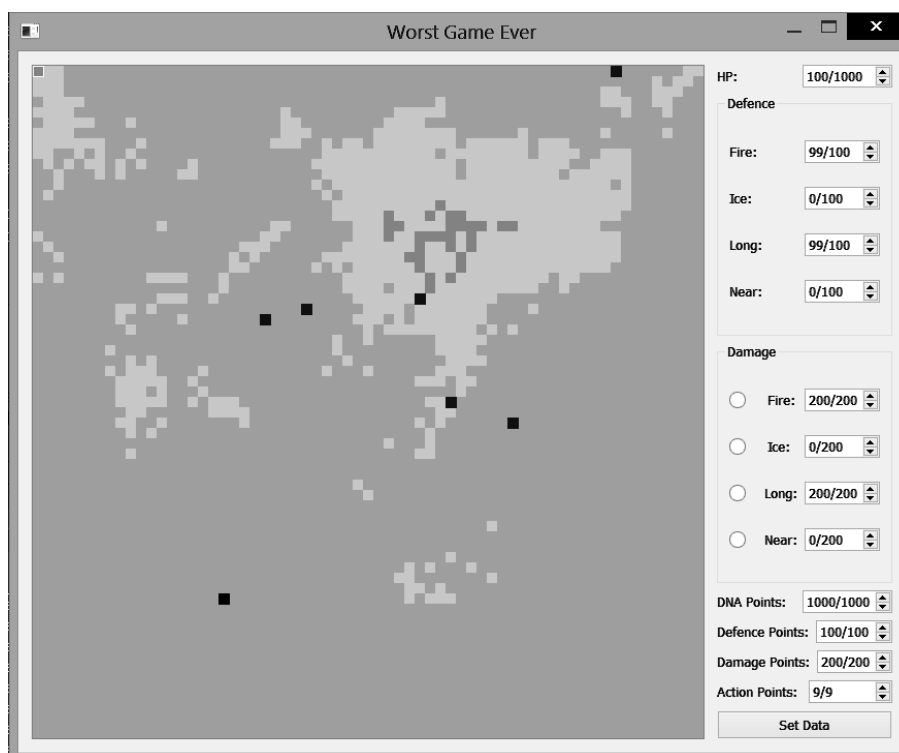 Worst Game Ever
HP: 100/1000
Defence
Fire: 99/100
Ice: 0/100
Long: 99/100
Near: 0/100
Damage
Fire: 200/200
Ice: 0/200
Long: 200/200
Near: 0/200
DNA Points: 1000/1000
Defence Points: 100/100
Damage Points: 200/200
Action Points: 9/9
Set Data